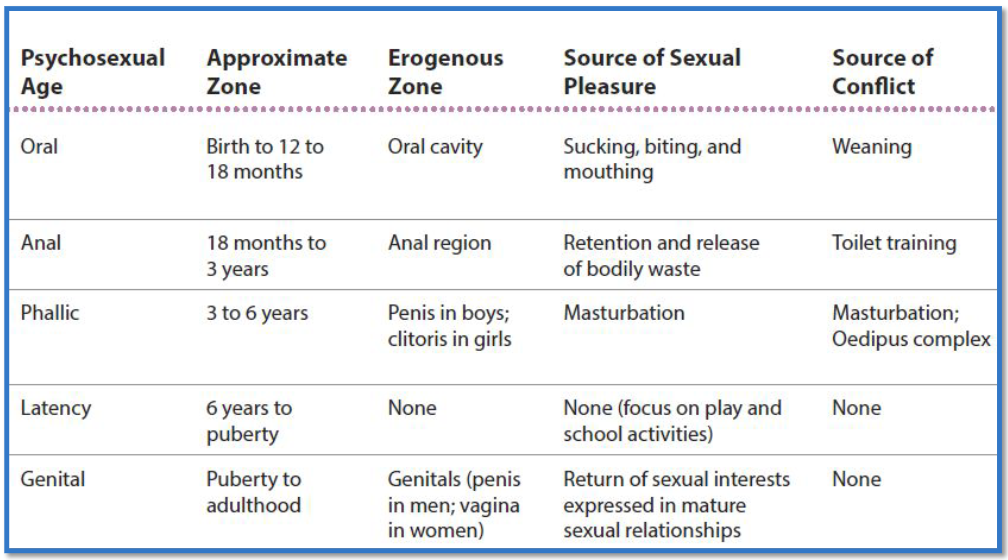 Psychosexual Age Approximate Zone Erogenous Zone Source of Sexual Pleasure Source of Conflict
Oral Birth to 12 to 18 months Oral cavity Sucking, biting, and mouthing Weaning
Anal 18 months to 3 years Anal region Retention and release of bodily waste Toilet training
Phallic 3 to 6 years Penis in boys; clitoris in girls Masturbation Masturbation; Oedipus complex
Latency 6 years to puberty None None (focus on play and school activities) None
Genital Puberty to adulthood Genitals (penis in men; vagina in women) Return of sexual interests expressed in mature sexual relationships None